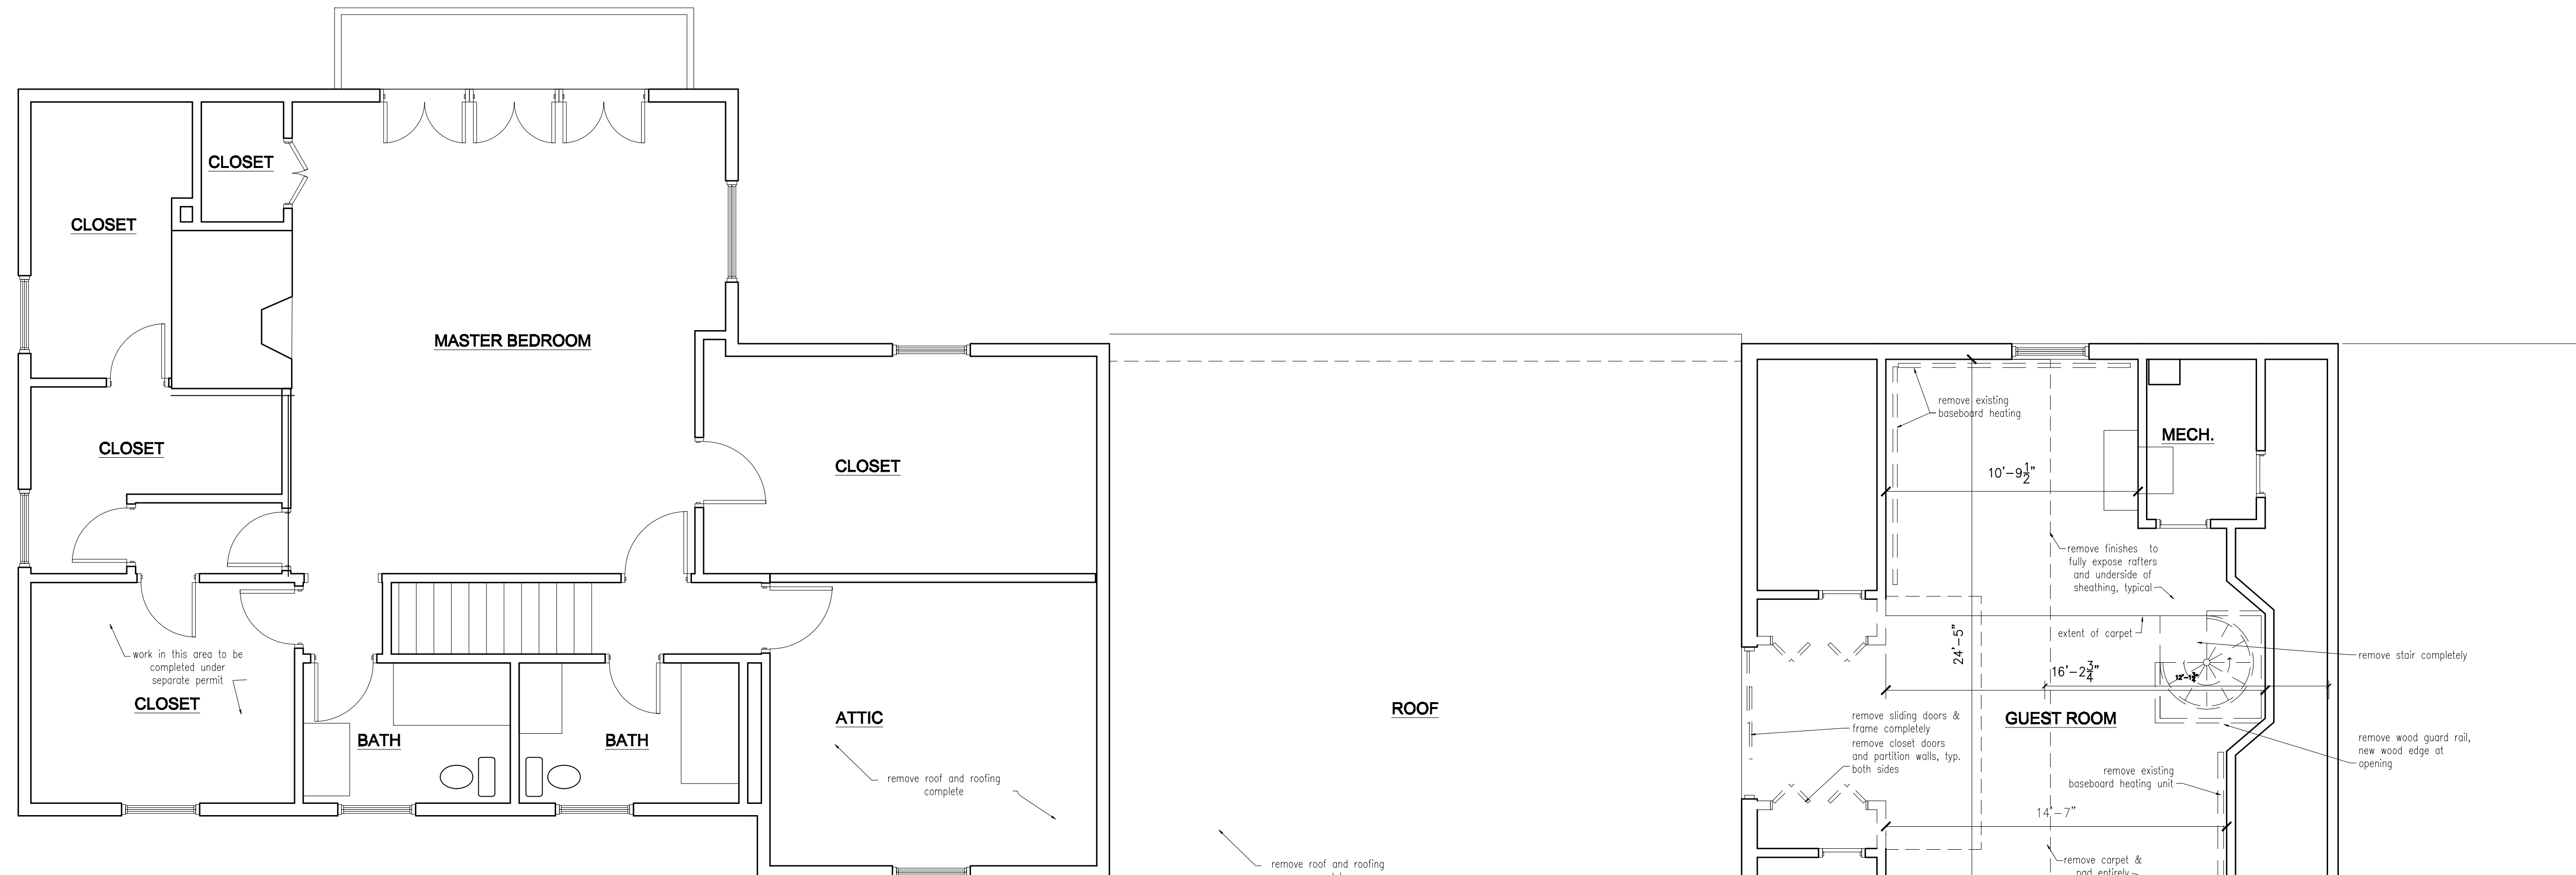 CLOSET
CLOSET
MASTER BEDROOM
CLOSET
CLOSET
work in this area to be
completed under
separate permit
CLOSET
BATH
BATH
ATTIC
remove roof and roofing
complete
ROOF
remove roof and roofing
remove existing
baseboard heating
MECH.
10'-9 1/2"
remove finishes to
fully expose rafters
and underside of
sheathing, typical
extent of carpet
24'-5"
remove stair completely
16'-2 3/4"
GUEST ROOM
remove sliding doors &
frame completely
remove closet doors
and partition walls, typ.
both sides
remove wood guard rail,
new wood edge at
opening
remove existing
baseboard heating unit
14'-7"
remove carpet &
pad entirely